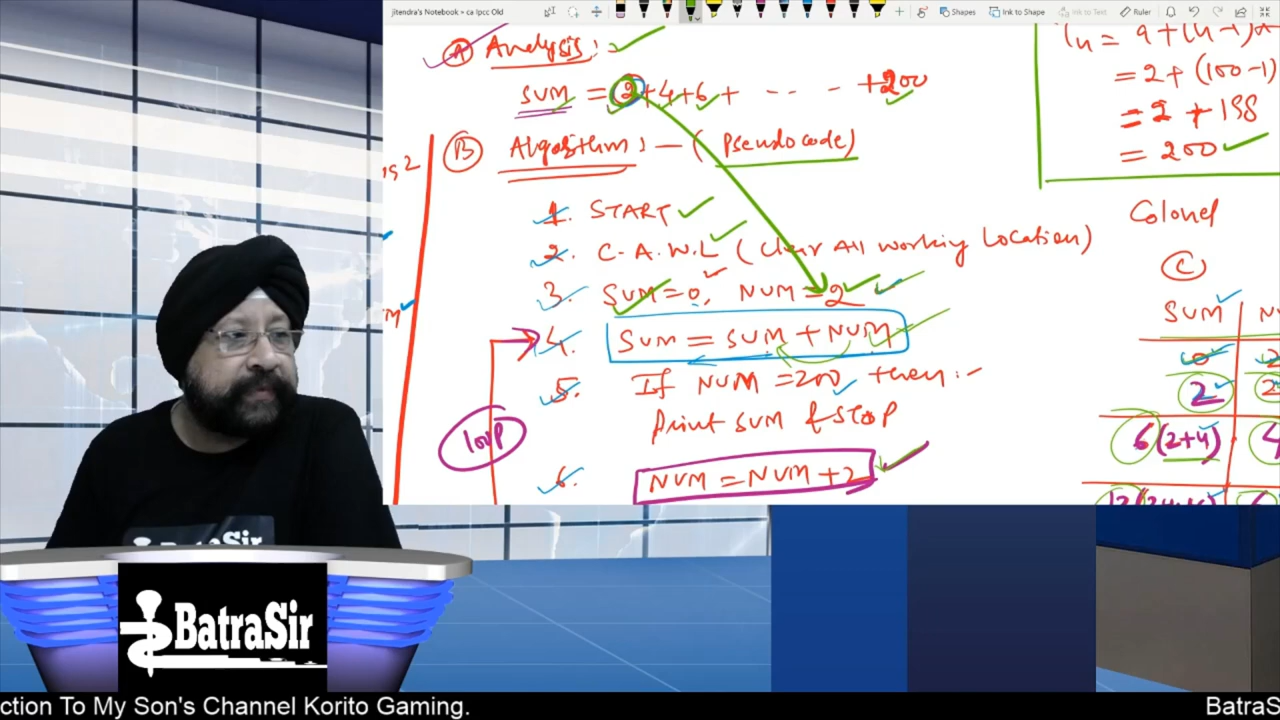 jitendra's Notebook » ca Ipcc Old
Shapes
Ink to Shape
Ink to Text
Ruler
A Analysis:-
SUM = 2+4+6+ ---- +200
B Algorithm:-(Pseudocode)
1. START
2. C.A.W.L (Clear All Working Location)
3. SUM=0, NUM=2
4. SUM = SUM + NUM
5. If NUM =200 then:-
Print SUM & STOP
6. NUM = NUM +2
loop
= 2 + (100-1)
= 2 + 198
= 200
Colonel
C
SUM
0
2
6(2+4)
BatraSir
BatraSir
ction To My Son's Channel Korito Gaming.
BatraS